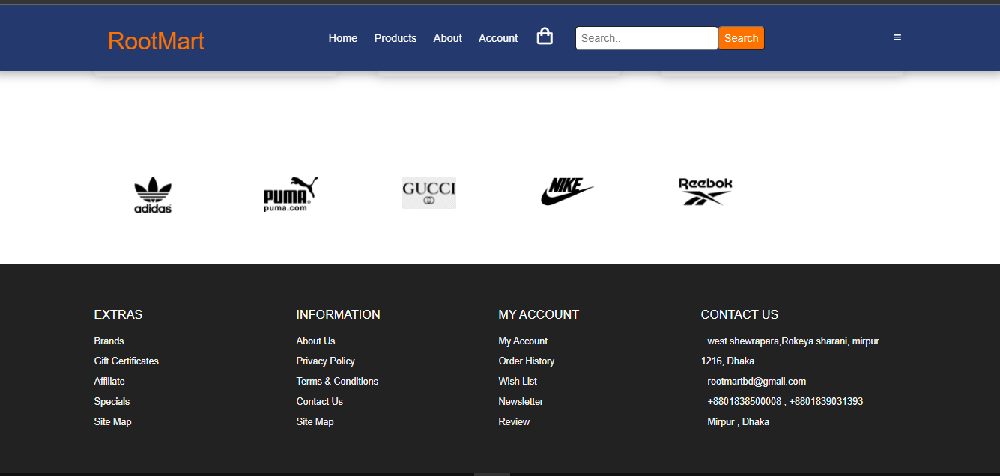 RootMart
Home Products About Account Search.. Search
adidas
PUMA
puma.com
GUCCI
NIKE
Reebok
EXTRAS
Brands
Gift Certificates
Affiliate
Specials
Site Map
INFORMATION
About Us
Privacy Policy
Terms & Conditions
Contact Us
Site Map
MY ACCOUNT
My Account
Order History
Wish List
Newsletter
Review
CONTACT US
west shewrapara,Rokeya sharani, mirpur
1216, Dhaka
rootmartbd@gmail.com
+8801838500008 , +8801839031393
Mirpur , Dhaka